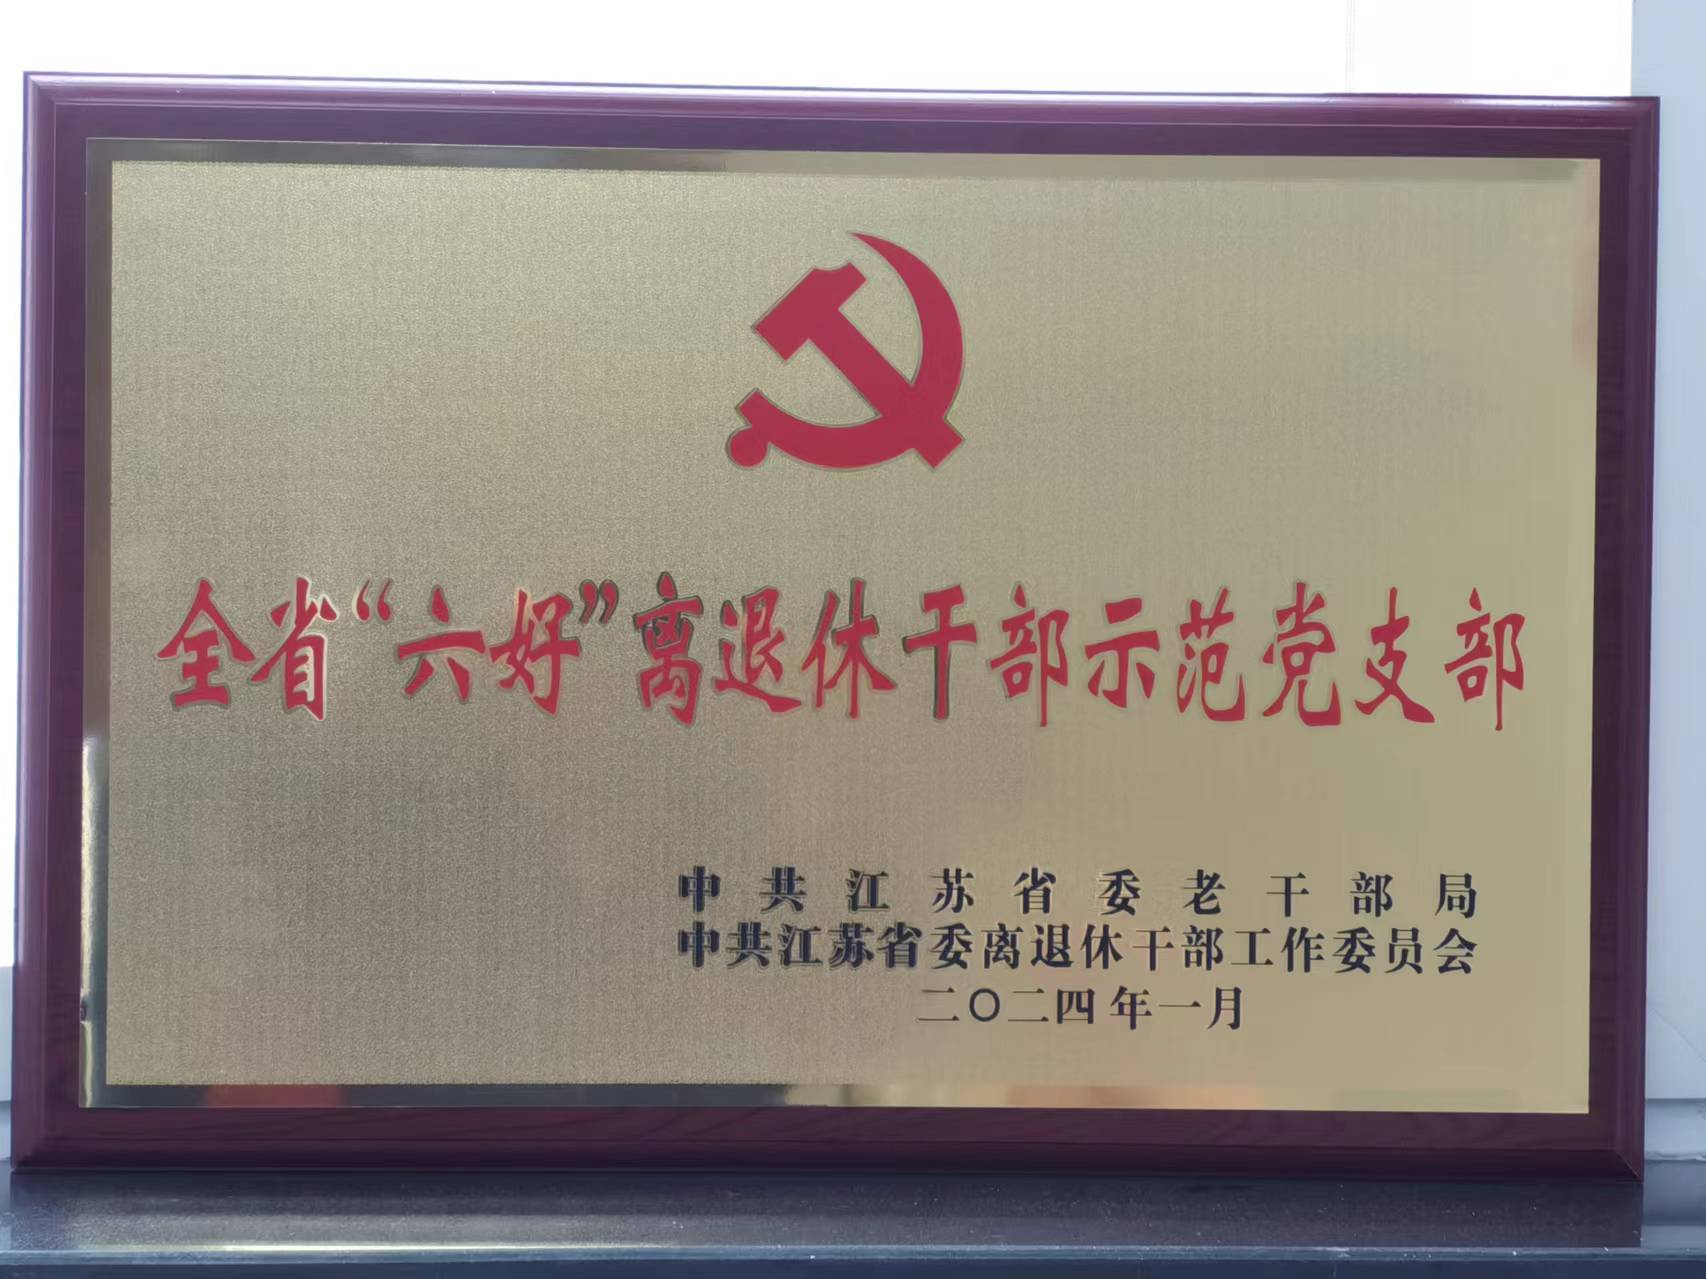 全省“六好”离退休干部示范党支部
中共江苏省委老干部局
中共江苏省委离退休干部工作委员会
二〇二四年一月